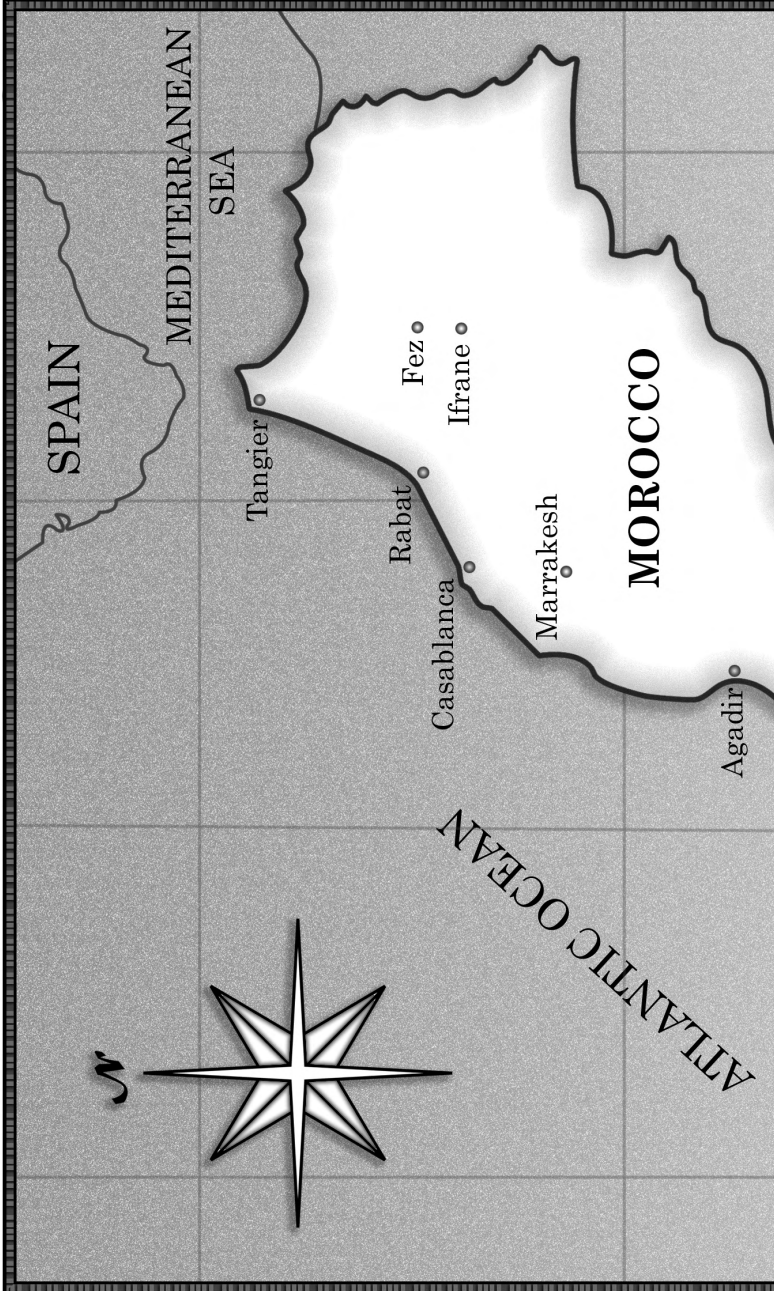 SPAIN
N
MEDITERRANEAN
SEA
Tangier
Rabat
Fez
Casablanca
Ifrane
Marrakesh
ATLANTIC OCEAN
MOROCCO
Agadir